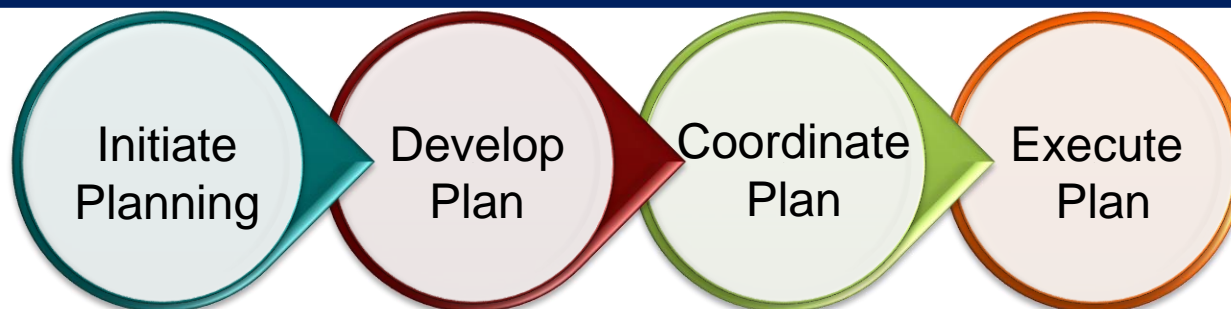 Initiate
Planning
Develop
Plan
Coordinate
Plan
Execute
Plan